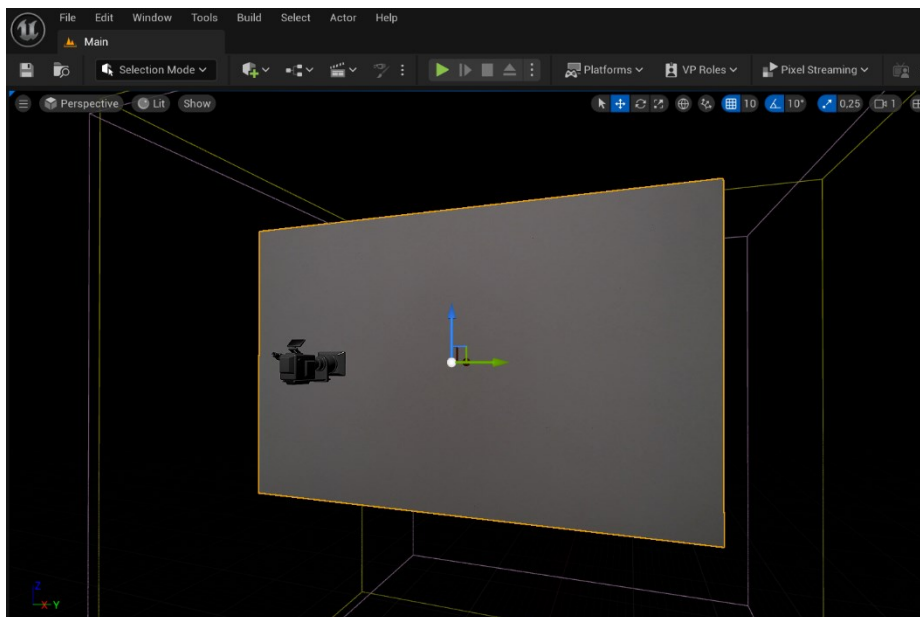 File Edit Window Tools Build Select Actor Help
Main
Selection Mode Platforms VP Roles Pixel Streaming
Perspective Lit Show 10 10° 0,25 1
Z
X Y